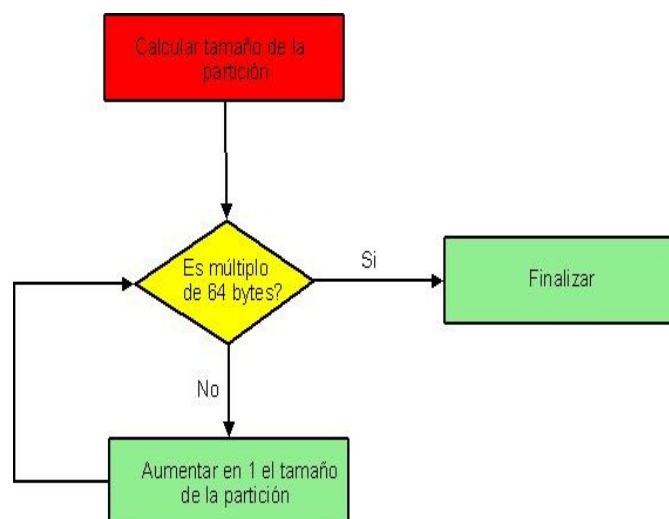 Calcular tamaño de la
partición
Es múltiplo
de 64 bytes?
Si
Finalizar
No
Aumentar en 1 el tamaño
de la partición